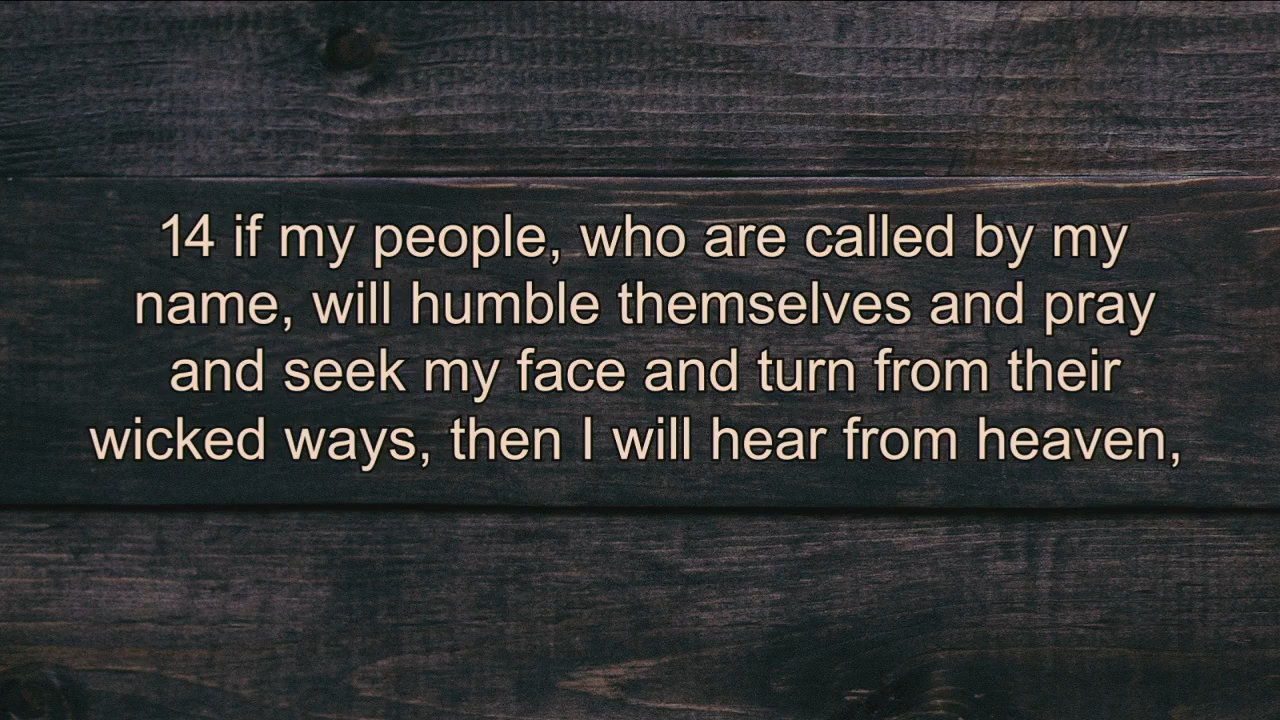 14 if my people, who are called by my
name, will humble themselves and pray
and seek my face and turn from their
wicked ways, then I will hear from heaven,